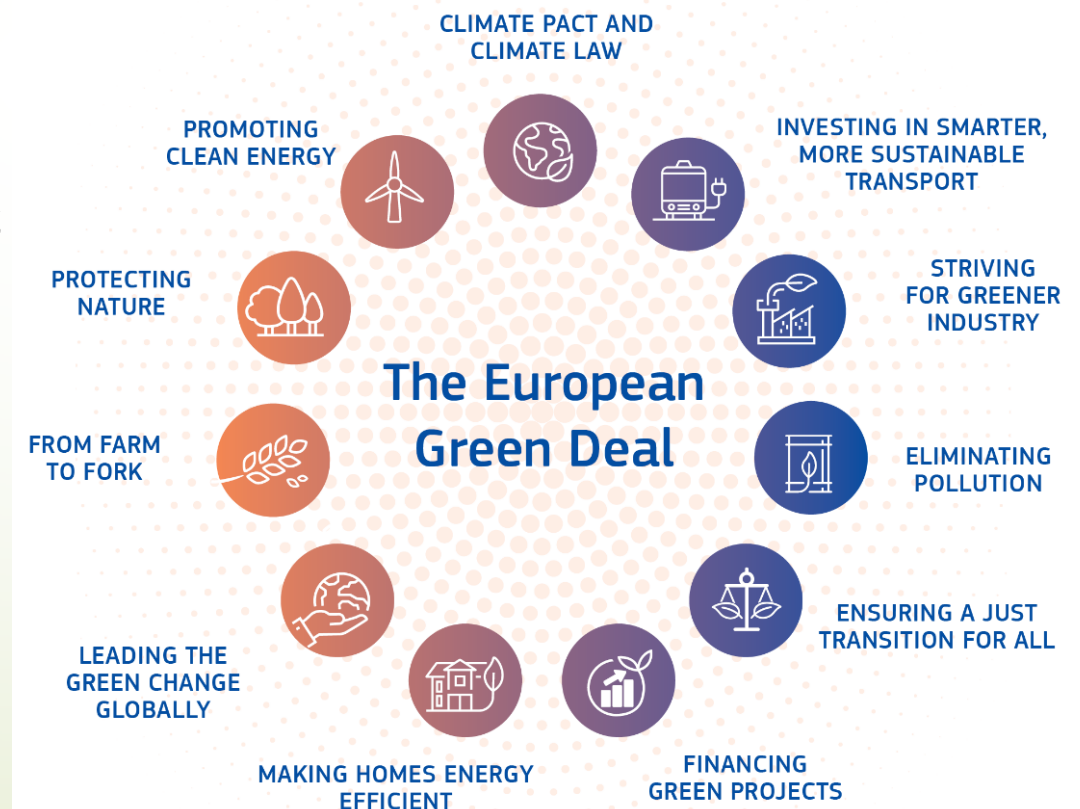 CLIMATE PACT AND
CLIMATE LAW
PROMOTING
CLEAN ENERGY
INVESTING IN SMARTER,
MORE SUSTAINABLE
TRANSPORT
PROTECTING
NATURE
STRIVING
FOR GREENER
INDUSTRY
The European
Green Deal
FROM FARM
TO FORK
ELIMINATING
POLLUTION
ENSURING A JUST
TRANSITION FOR ALL
LEADING THE
GREEN CHANGE
GLOBALLY
MAKING HOMES ENERGY
EFFICIENT
FINANCING
GREEN PROJECTS